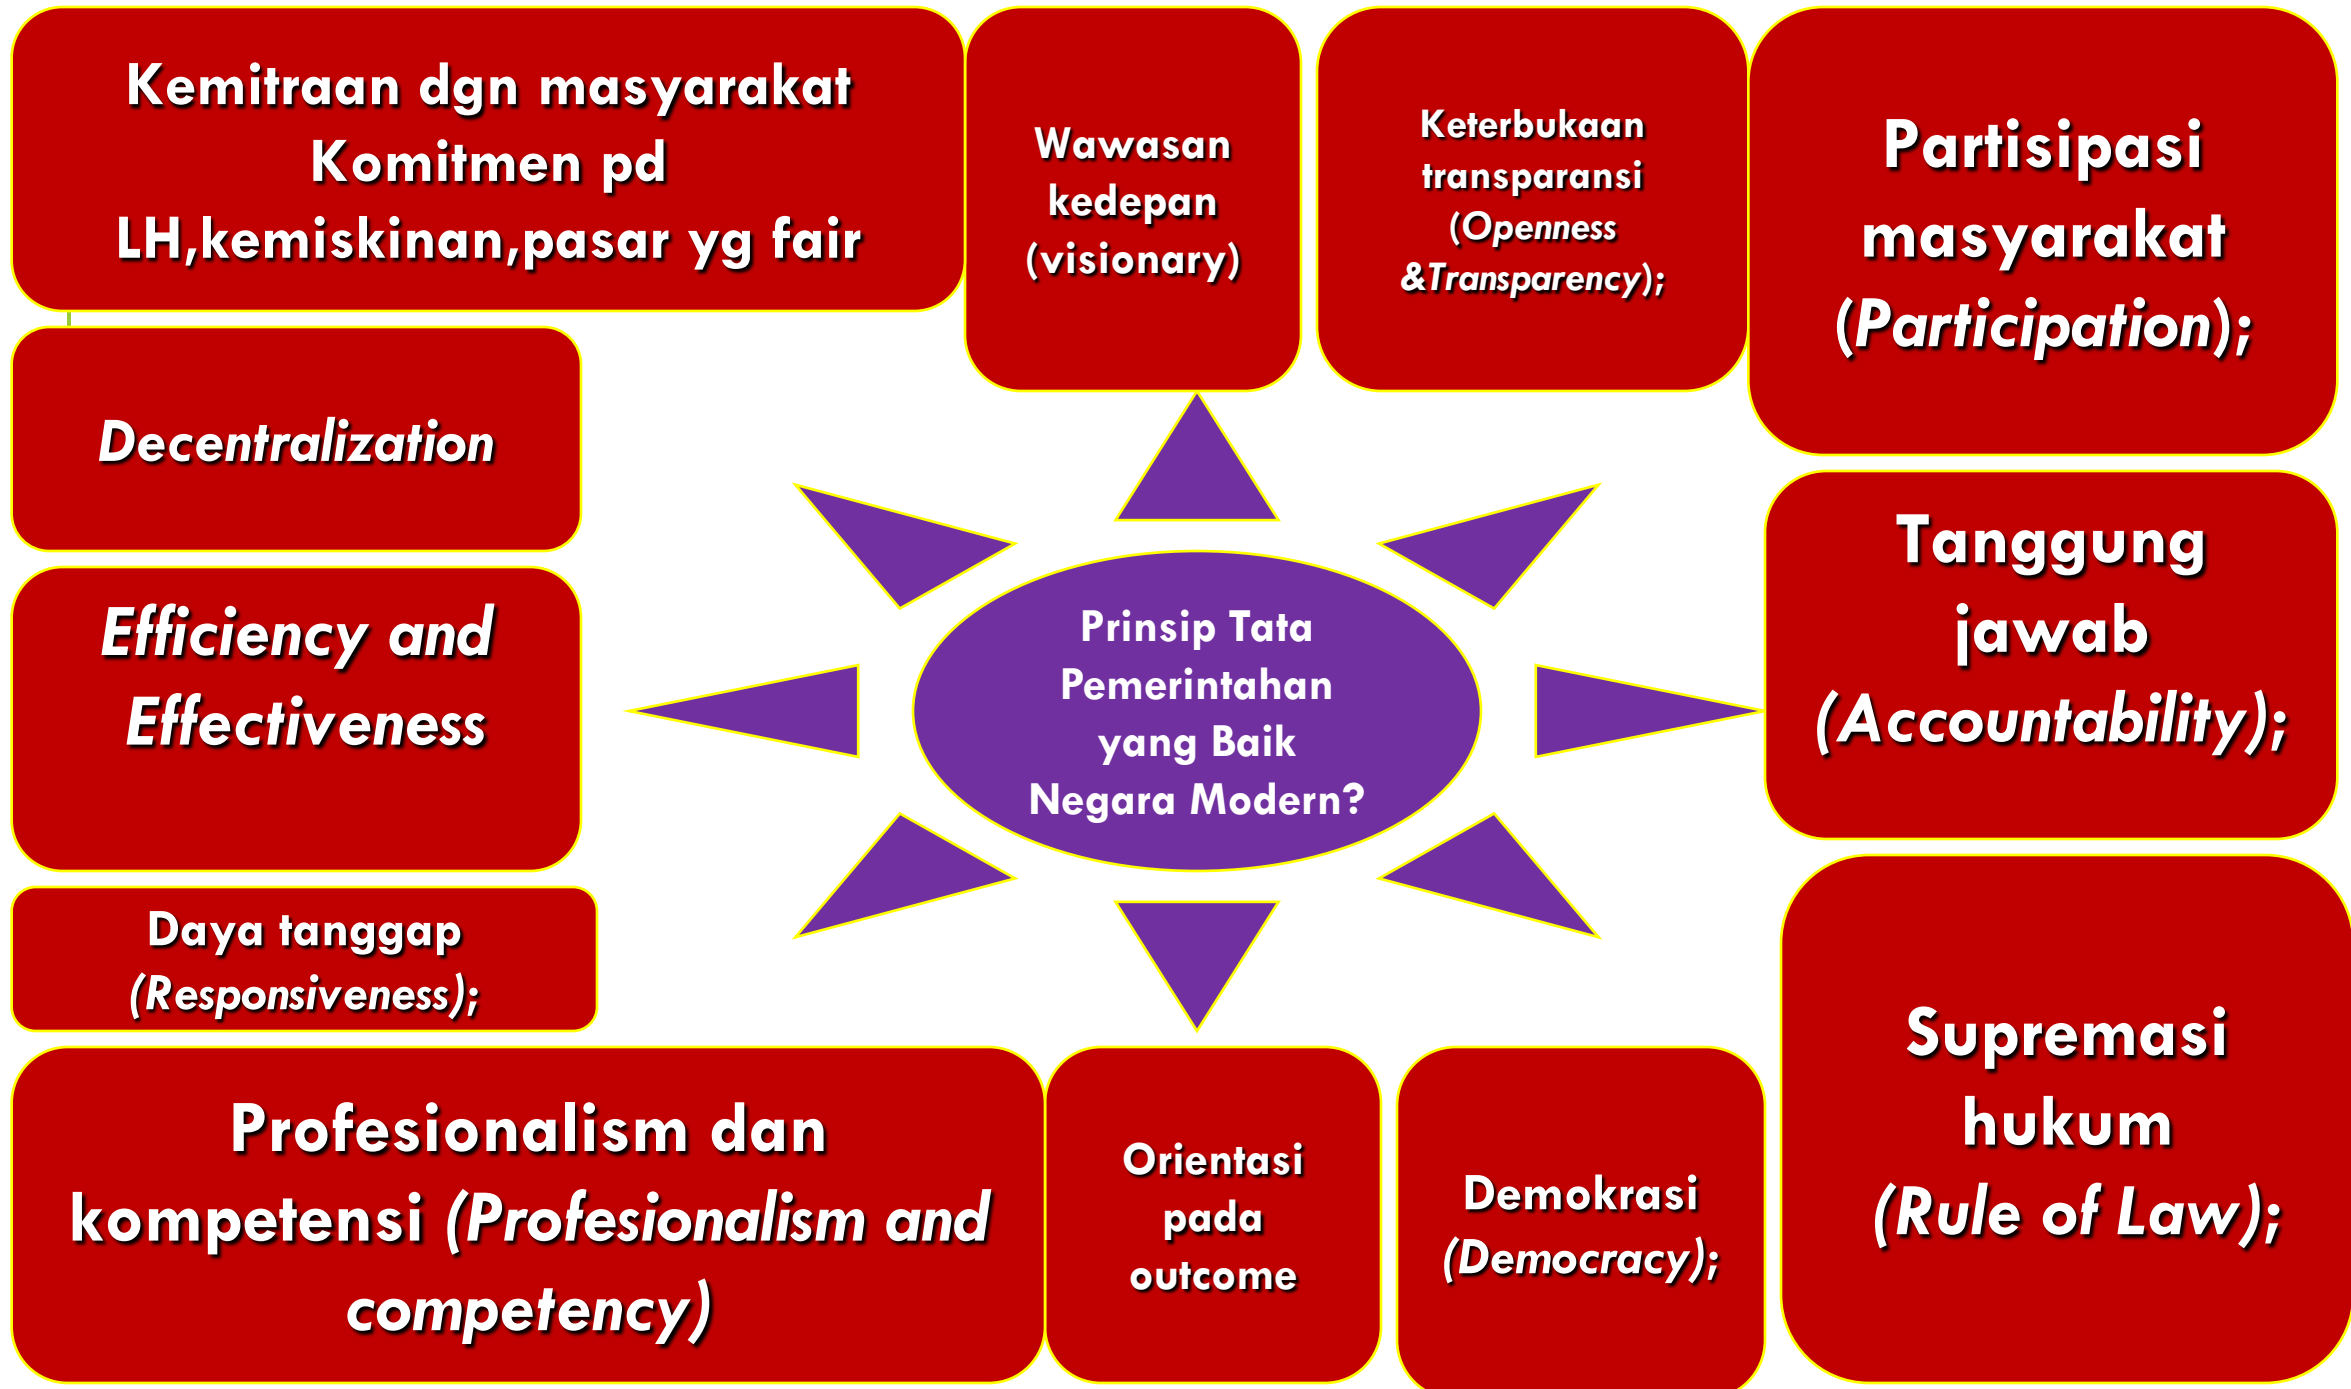 Kemitraan dgn masyarakat
Komitmen pd
LH,kemiskinan,pasar yg fair
Wawasan
kedepan
(visionary)
Keterbukaan
transparansi
(Openness
&Transparency);
Partisipasi
masyarakat
(Participation);
Decentralization
Tanggung
jawab
(Accountability);
Efficiency and
Effectiveness
Prinsip Tata
Pemerintahan
yang Baik
Negara Modern?
Daya tanggap
(Responsiveness);
Supremasi
hukum
(Rule of Law);
Profesionalism dan
kompetensi (Profesionalism and
competency)
Orientasi
pada
outcome
Demokrasi
(Democracy);